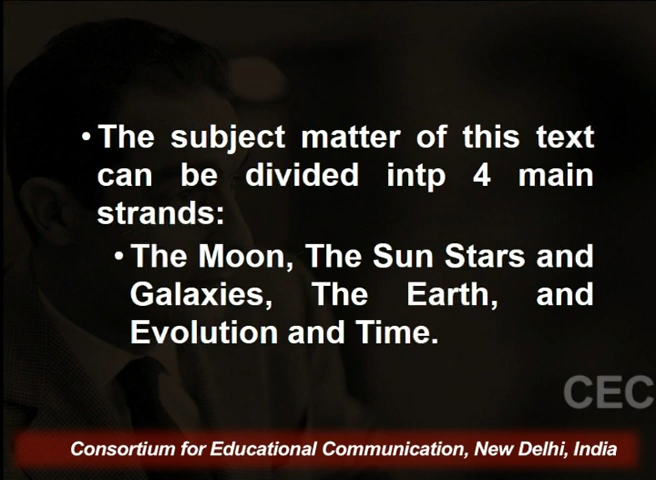 • The subject matter of this text
can be divided intp 4 main
strands:
• The Moon, The Sun Stars and
Galaxies, The Earth, and
Evolution and Time.
CEC
Consortium for Educational Communication, New Delhi, India